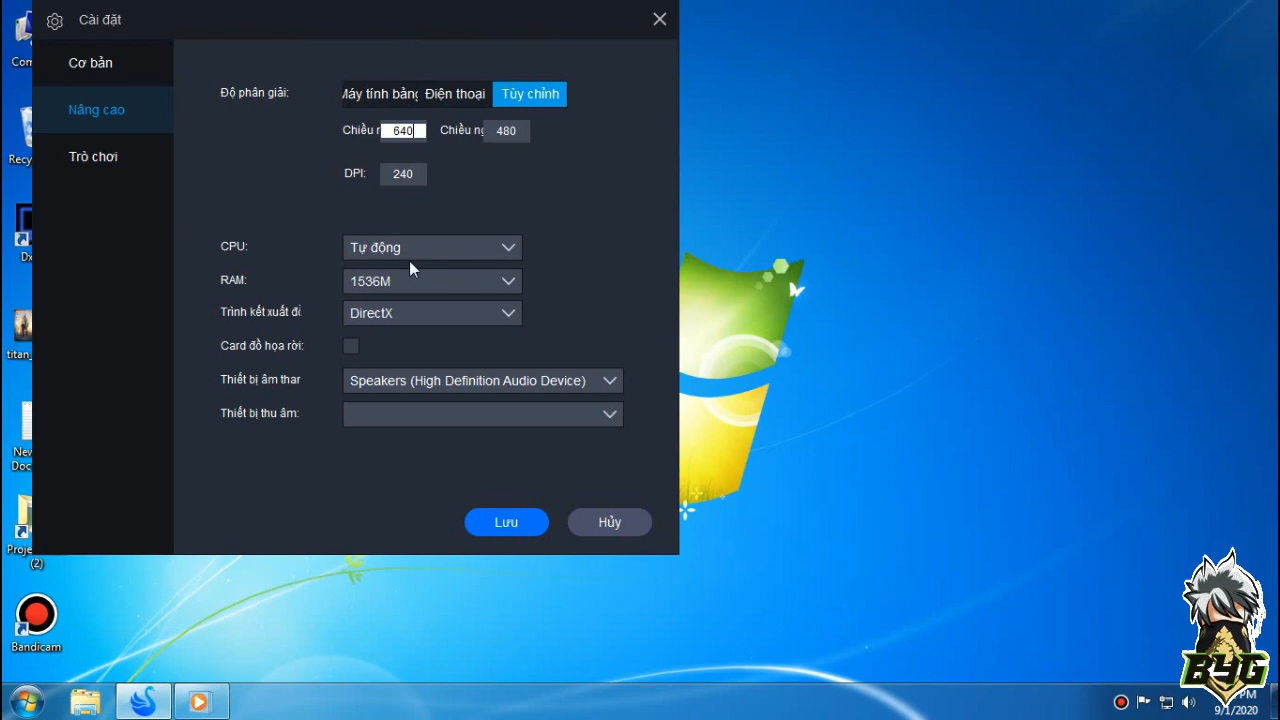 Cài đặt
Cơ bản
Nâng cao
Trò chơi
Độ phân giải:
Máy tính bảng
Điện thoại
Tùy chỉnh
Chiều r
640
Chiều ng
480
DPI:
240
CPU:
Tự động
RAM:
1536M
Trình kết xuất đồ
DirectX
Card đồ họa rời:
Thiết bị âm thar
Speakers (High Definition Audio Device)
Thiết bị thu âm:
Lưu
Hủy
Com
Recy
Dx
titan_
New
Doc
Proje
(2)
Bandicam
BYG
PM
9/1/2020